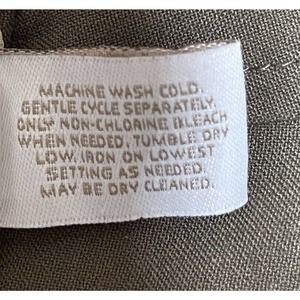 MACHINE WASH COLD.
GENTLE CYCLE SEPARATELY.
ONLY NON-CHLORINE BLEACH
WHEN NEEDED. TUMBLE DRY
LOW. IRON ON LOWEST
SETTING AS NEEDED.
MAY BE DRY CLEANED.